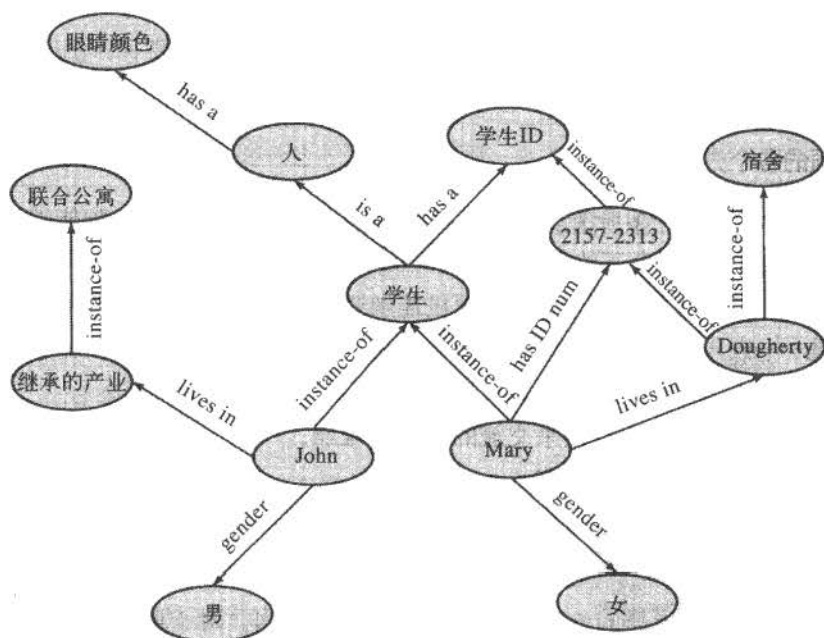 眼睛颜色
has a
人
学生ID
宿舍
联合公寓
is a
has a
instance-of
2157-2313
instance-of
instance-of
学生
instance-of
Dougherty
继承的产业
lives in
instance-of
instance-of
has ID num
lives in
John
Mary
gender
gender
男
女